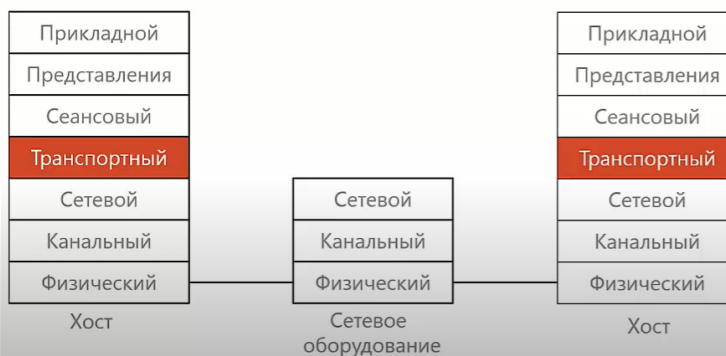 Прикладной
Представления
Сеансовый
Транспортный
Сетевой
Канальный
Физический
Хост
Сетевой
Канальный
Физический
Сетевое
оборудование
Прикладной
Представления
Сеансовый
Транспортный
Сетевой
Канальный
Физический
Хост